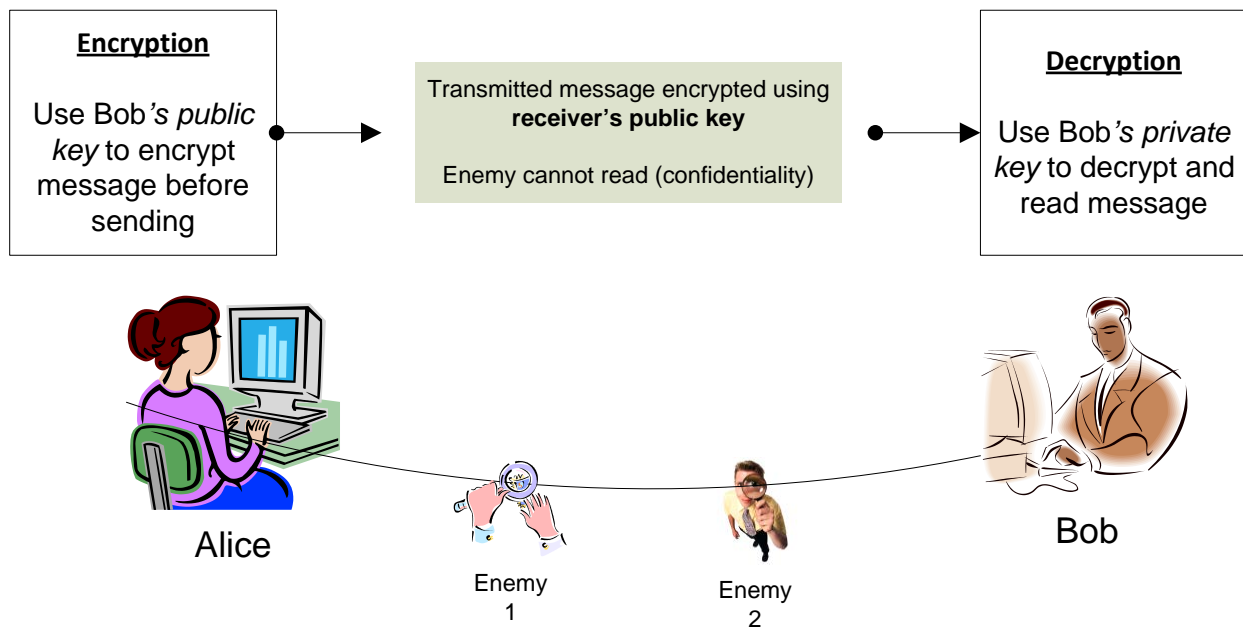 Encryption
Use Bob's public
key to encrypt
message before
sending
Transmitted message encrypted using
receiver's public key
Enemy cannot read (confidentiality)
Decryption
Use Bob's private
key to decrypt and
read message
Alice
Enemy
1
Enemy
2
Bob